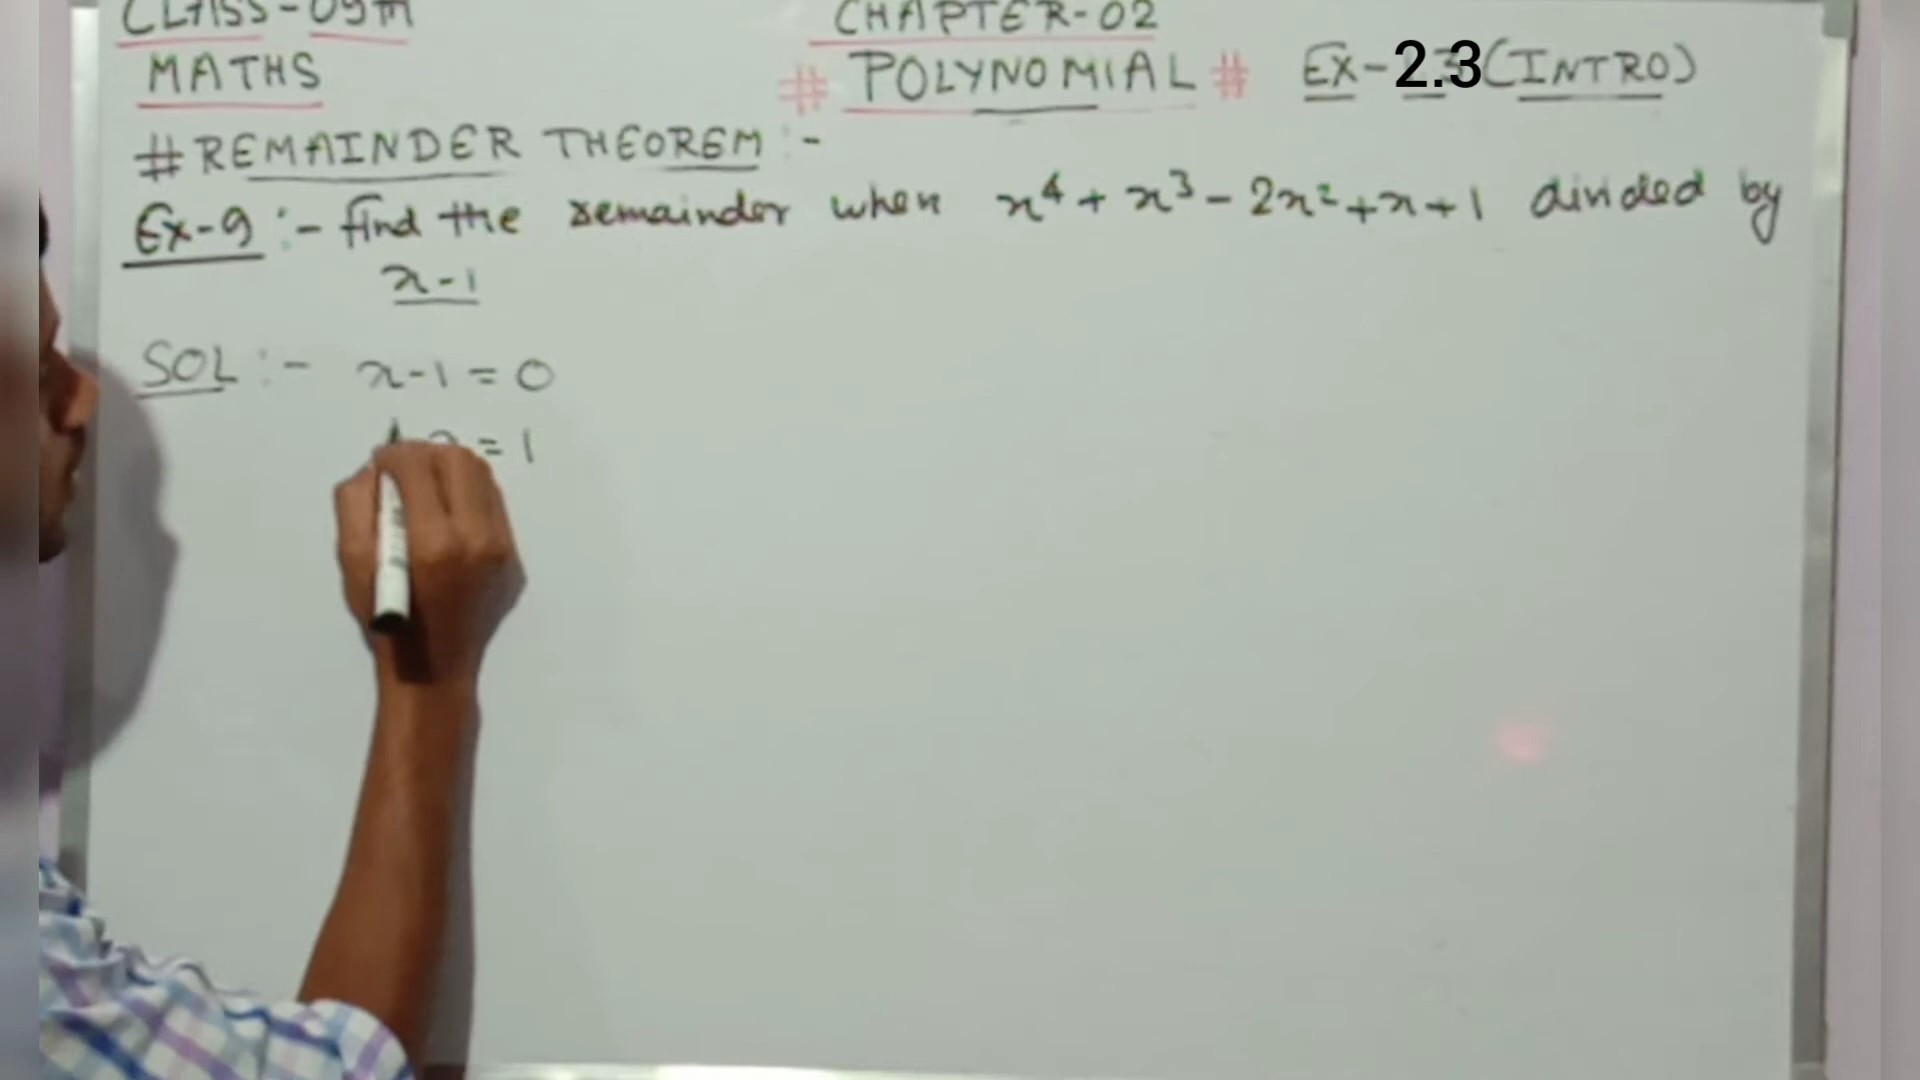 CLASS-09TH
CHAPTER-02
MATHS
# POLYNOMIAL # EX-2.3(INTRO)
#REMAINDER THEOREM:-
Ex-9:- find the remainder when x⁴+x³-2x²+x+1 divided by
x-1
SOL:- x-1=0
=1